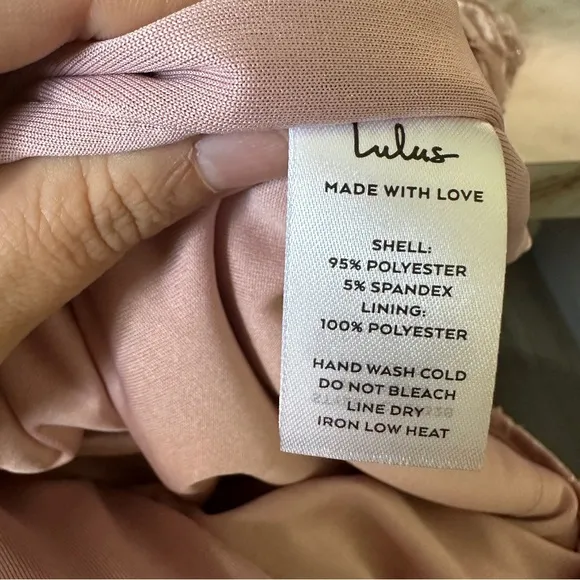 Lulus
MADE WITH LOVE
SHELL:
95% POLYESTER
5% SPANDEX
LINING:
100% POLYESTER
HAND WASH COLD
DO NOT BLEACH
LINE DRY
IRON LOW HEAT